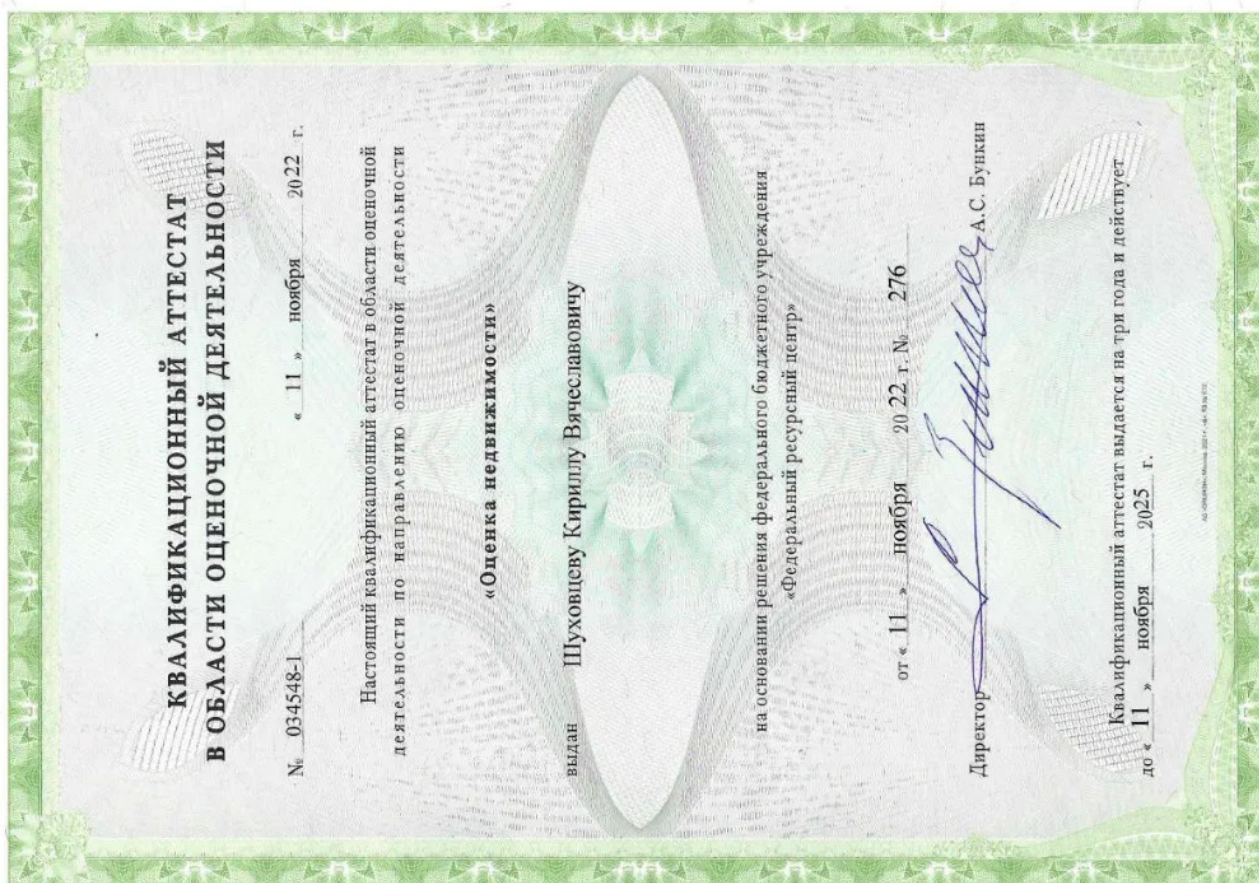 КВАЛИФИКАЦИОННЫЙ АТТЕСТАТ
В ОБЛАСТИ ОЦЕНОЧНОЙ ДЕЯТЕЛЬНОСТИ
№ 034548-1 « 11 » ноября 2022 г.
Настоящий квалификационный аттестат в области оценочной
деятельности по направлению оценочной деятельности
«Оценка недвижимости»
выдан Шуховцеву Кириллу Вячеславовичу
на основании решения федерального бюджетного учреждения
«Федеральный ресурсный центр»
от « 11 » ноября 20 22 г. № 276
Директор А.С. Бункин
Квалификационный аттестат выдается на три года и действует
до « 11 » ноября 2025 г.